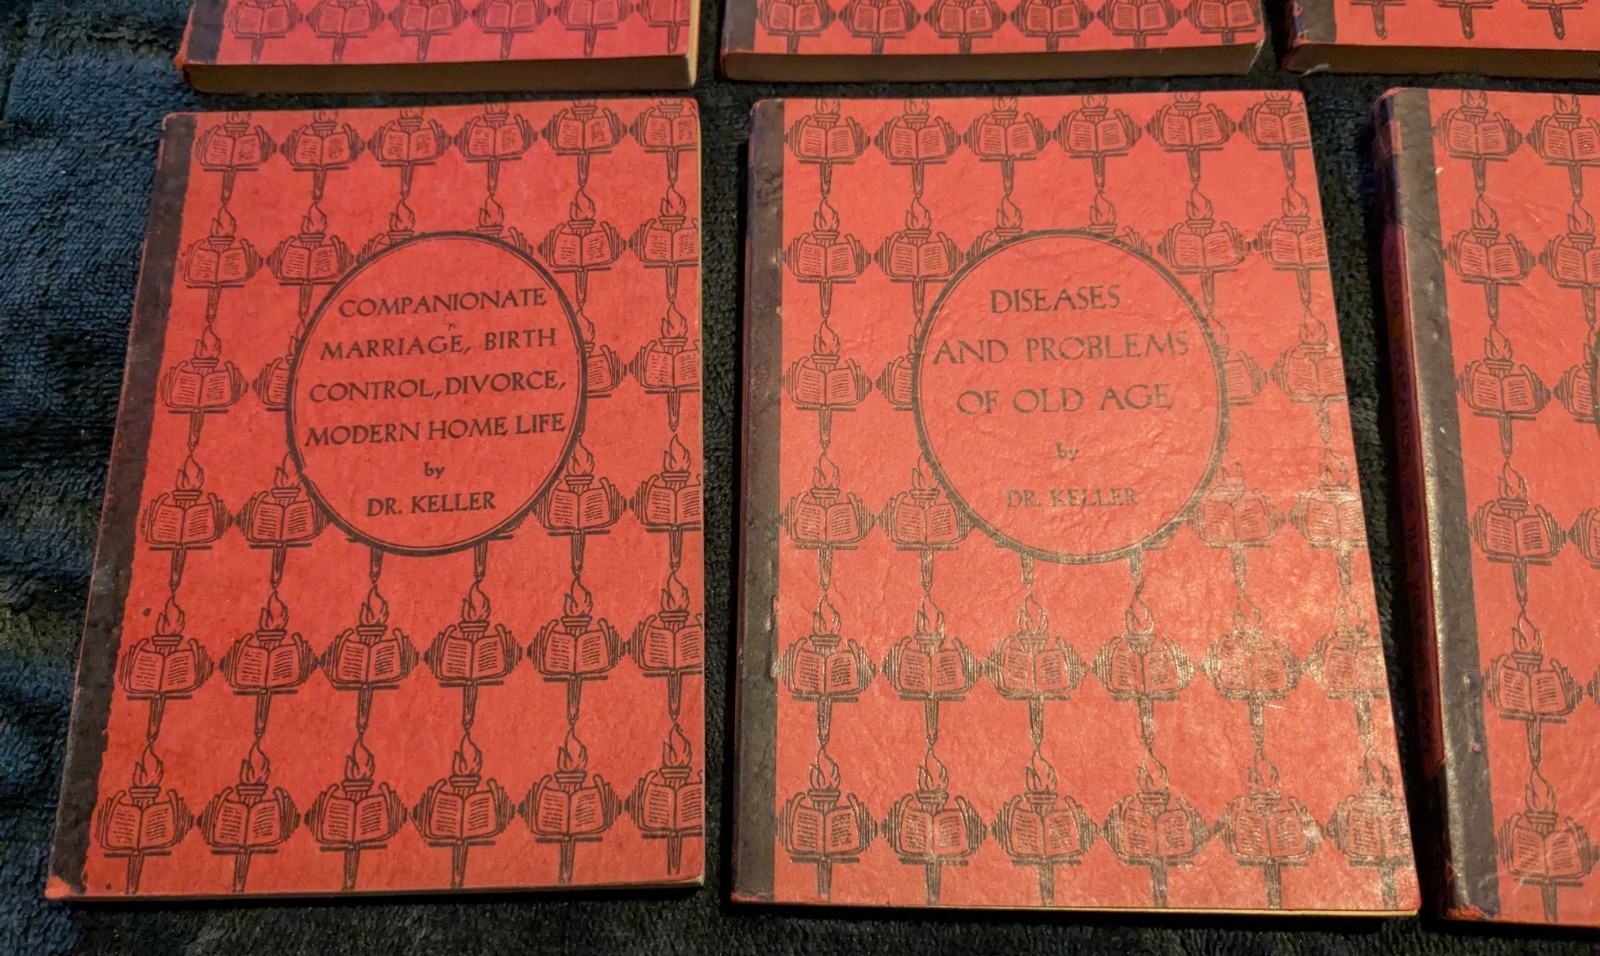 COMPANIONATE
MARRIAGE, BIRTH
CONTROL, DIVORCE,
MODERN HOME LIFE
by
DR. KELLER
DISEASES
AND PROBLEMS
OF OLD AGE
by
DR. KELLER